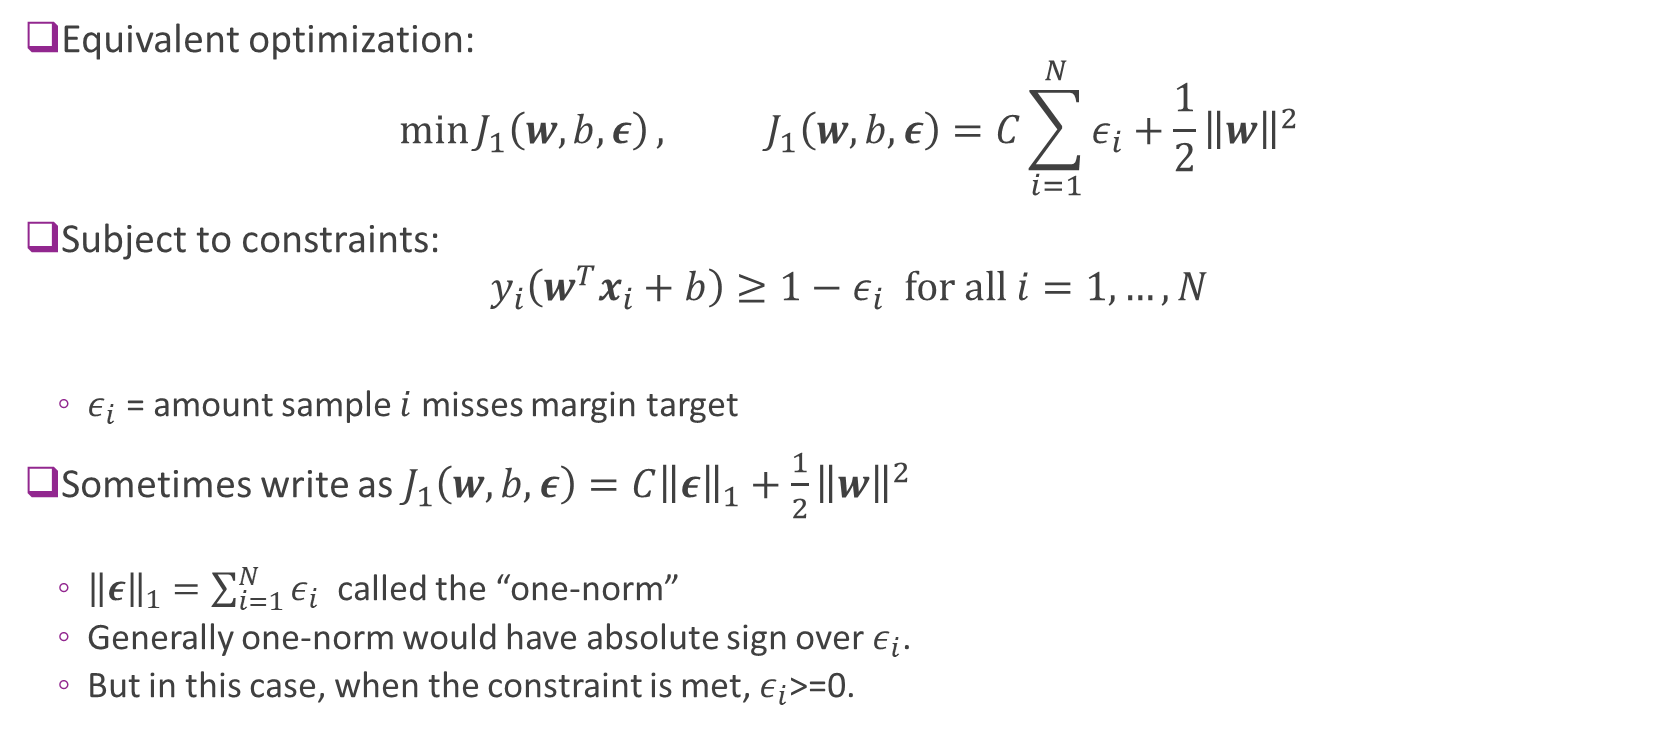 ❑Equivalent optimization:
min J₁(w, b, ϵ),    J₁(w, b, ϵ) = C ∑_{i=1}^{N} ϵᵢ + 1/2 ‖w‖²
❑Subject to constraints:
yᵢ(wᵀxᵢ + b) ≥ 1 − ϵᵢ for all i = 1, … , N
◦ ϵᵢ = amount sample i misses margin target
❑Sometimes write as J₁(w, b, ϵ) = C‖ϵ‖₁ + 1/2 ‖w‖²
◦ ‖ϵ‖₁ = ∑_{i=1}^{N} ϵᵢ called the “one-norm”
◦ Generally one-norm would have absolute sign over ϵᵢ.
◦ But in this case, when the constraint is met, ϵᵢ>=0.